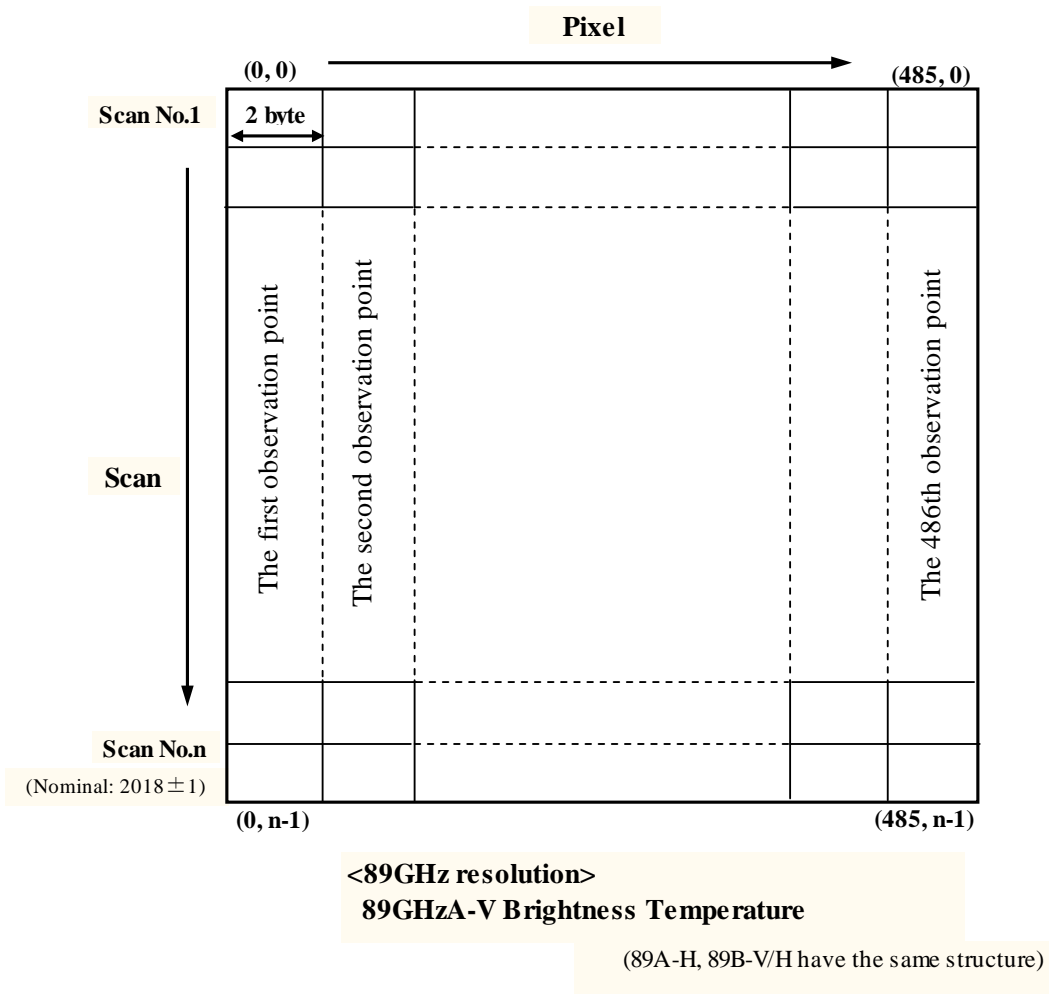 Pixel
(0, 0)
(485, 0)
Scan No.1
2 byte
The first observation point
The second observation point
The 486th observation point
Scan
Scan No.n
(Nominal: 2018±1)
(0, n-1)
(485, n-1)
<89GHz resolution>
89GHzA-V Brightness Temperature
(89A-H, 89B-V/H have the same structure)